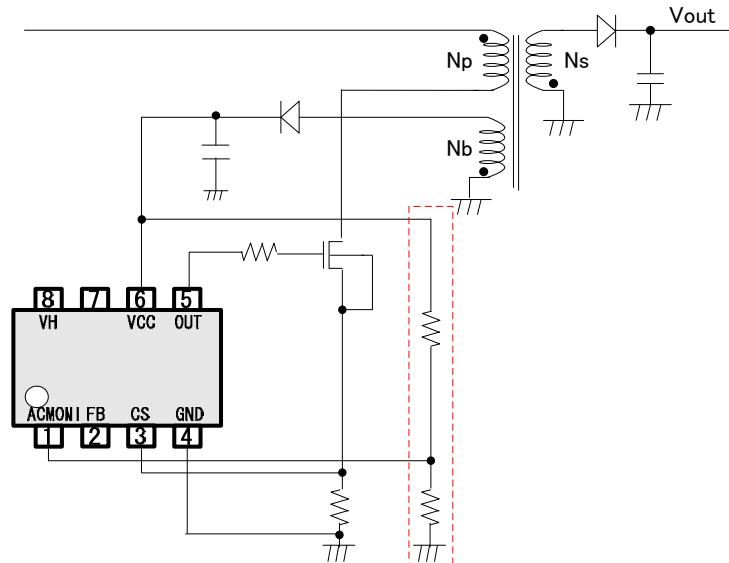 Vout
Np
Ns
Nb
8 7 6 5
VH VCC OUT
ACMONI FB CS GND
1 2 3 4